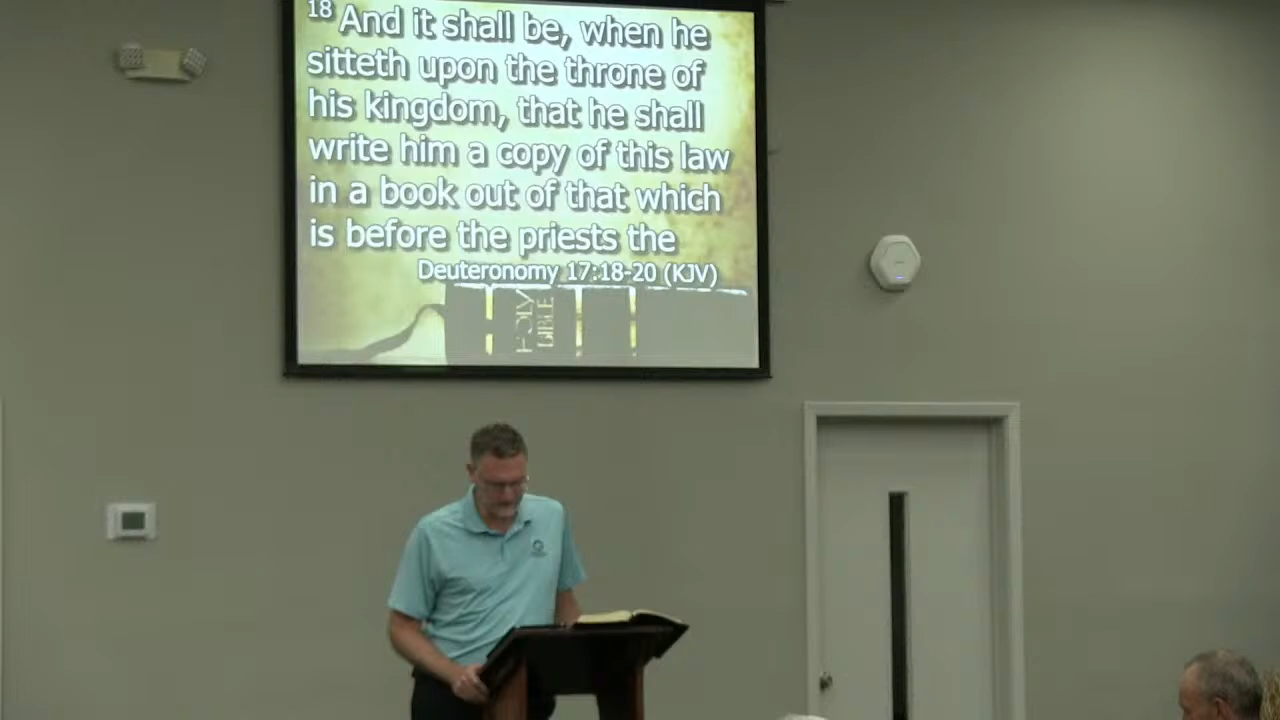 18 And it shall be, when he
sitteth upon the throne of
his kingdom, that he shall
write him a copy of this law
in a book out of that which
is before the priests the
Deuteronomy 17:18-20 (KJV)
HOLY
BIBLE